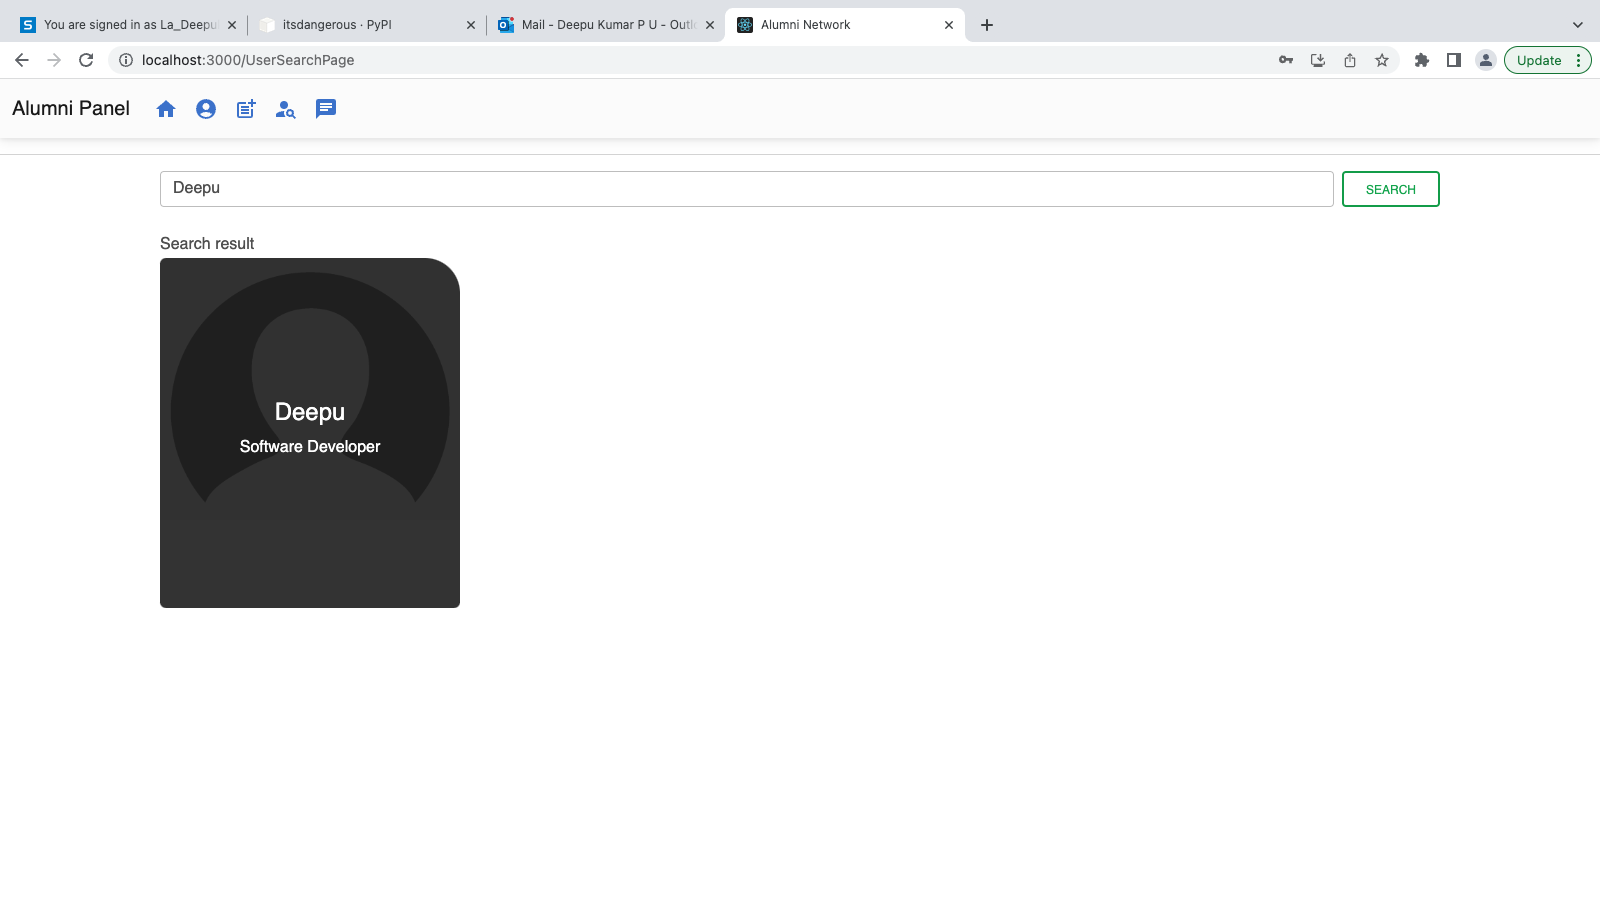 You are signed in as La_Deepu
itsdangerous · PyPI
Mail - Deepu Kumar P U - Outlo
Alumni Network
localhost:3000/UserSearchPage
Update
Alumni Panel
Deepu
SEARCH
Search result
Deepu
Software Developer